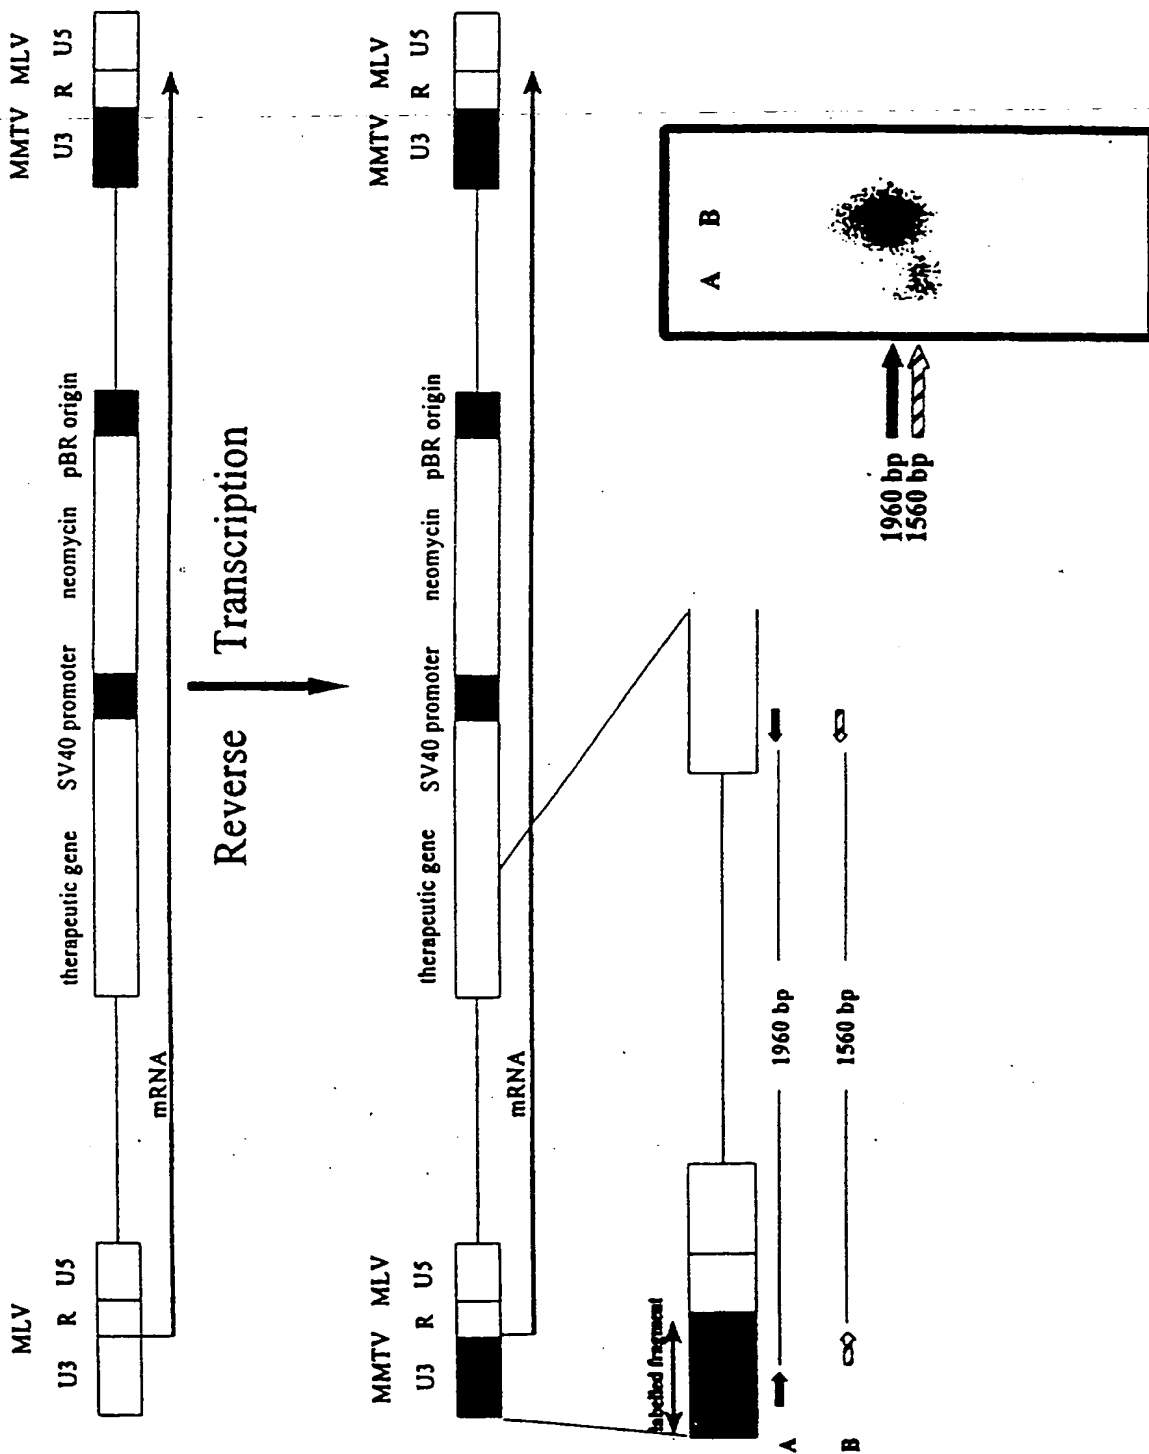 MLV MMTV MLV
U3 R U5 therapeutic gene SV40 promoter neomycin pBR origin U3 R U5
mRNA
Reverse Transcription
MMTV MLV MMTV MLV
U3 R U5 therapeutic gene SV40 promoter neomycin pBR origin U3 R U5
mRNA
labelled fragment
A 1960 bp
B 1560 bp
A B
1960 bp
1560 bp